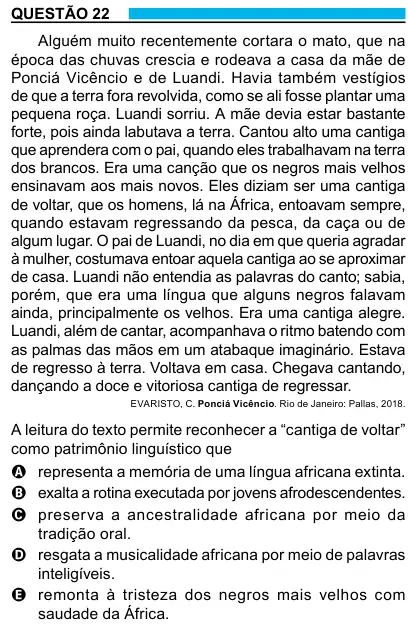 QUESTÃO 22
Alguém muito recentemente cortara o mato, que na
época das chuvas crescia e rodeava a casa da mãe de
Ponciá Vicêncio e de Luandi. Havia também vestígios
de que a terra fora revolvida, como se ali fosse plantar uma
pequena roça. Luandi sorriu. A mãe devia estar bastante
forte, pois ainda labutava a terra. Cantou alto uma cantiga
que aprendera com o pai, quando eles trabalhavam na terra
dos brancos. Era uma canção que os negros mais velhos
ensinavam aos mais novos. Eles diziam ser uma cantiga
de voltar, que os homens, lá na África, entoavam sempre,
quando estavam regressando da pesca, da caça ou de
algum lugar. O pai de Luandi, no dia em que queria agradar
à mulher, costumava entoar aquela cantiga ao se aproximar
de casa. Luandi não entendia as palavras do canto; sabia,
porém, que era uma língua que alguns negros falavam
ainda, principalmente os velhos. Era uma cantiga alegre.
Luandi, além de cantar, acompanhava o ritmo batendo com
as palmas das mãos em um atabaque imaginário. Estava
de regresso à terra. Voltava em casa. Chegava cantando,
dançando a doce e vitoriosa cantiga de regressar.
EVARISTO, C. Ponciá Vicêncio. Rio de Janeiro: Pallas, 2018.
A leitura do texto permite reconhecer a “cantiga de voltar”
como patrimônio linguístico que
A representa a memória de uma língua africana extinta.
B exalta a rotina executada por jovens afrodescendentes.
C preserva a ancestralidade africana por meio da
tradição oral.
D resgata a musicalidade africana por meio de palavras
inteligíveis.
E remonta à tristeza dos negros mais velhos com
saudade da África.